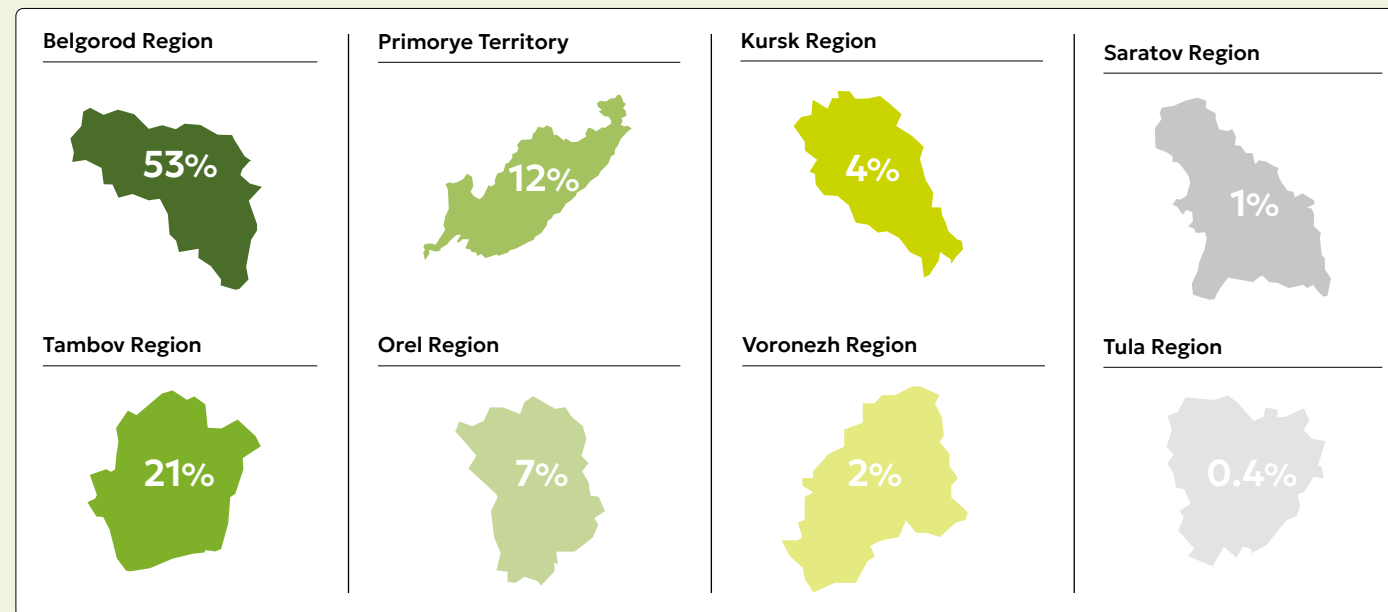 Belgorod Region
53%
Primorye Territory
12%
Kursk Region
4%
Saratov Region
1%
Tambov Region
21%
Orel Region
7%
Voronezh Region
2%
Tula Region
0.4%